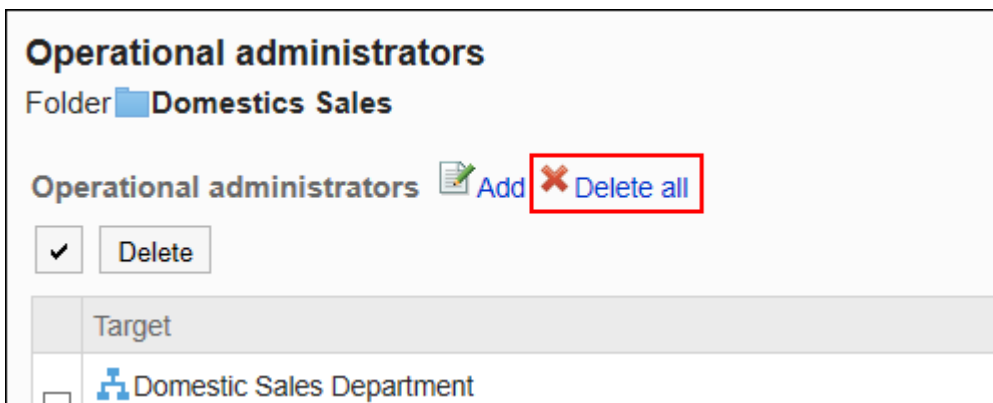 Operational administrators
Folder Domestics Sales
Operational administrators Add Delete all
Delete
Target
Domestic Sales Department